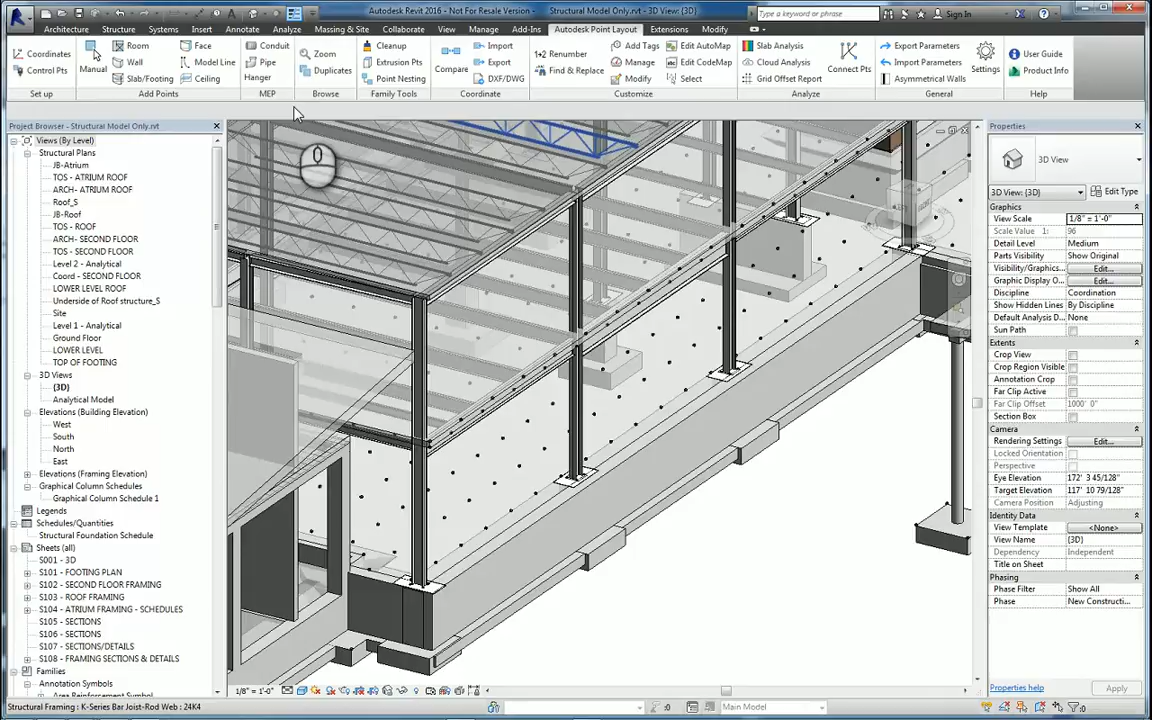 Autodesk Revit 2016 - Not For Resale Version - Structural Model Only.rvt - 3D View: {3D}
Type a keyword or phrase
Sign In
Architecture Structure Systems Insert Annotate Analyze Massing & Site Collaborate View Manage Add-Ins Autodesk Point Layout Extensions Modify
Coordinates
Control Pts
Set up
Manual
Room
Wall
Slab/Footing
Face
Model Line
Ceiling
Add Points
Conduit
Pipe
Hanger
MEP
Zoom
Duplicates
Browse
Cleanup
Extrusion Pts
Point Nesting
Family Tools
Compare
Import
Export
DXF/DWG
Coordinate
Renumber
Find & Replace
Add Tags
Manage
Modify
Edit AutoMap
Edit CodeMap
Select
Customize
Slab Analysis
Cloud Analysis
Grid Offset Report
Connect Pts
Analyze
Export Parameters
Import Parameters
Asymmetrical Walls
Settings
General
User Guide
Product Info
Help
Project Browser - Structural Model Only.rvt
Views (By Level)
Structural Plans
JB-Atrium
TOS - ATRIUM ROOF
ARCH- ATRIUM ROOF
Roof_S
JB-Roof
TOS - ROOF
ARCH- SECOND FLOOR
TOS - SECOND FLOOR
Level 2 - Analytical
Coord - SECOND FLOOR
LOWER LEVEL ROOF
Underside of Roof structure_S
Site
Level 1 - Analytical
Ground Floor
LOWER LEVEL
TOP OF FOOTING
3D Views
{3D}
Analytical Model
Elevations (Building Elevation)
West
South
North
East
Elevations (Framing Elevation)
Graphical Column Schedules
Graphical Column Schedule 1
Legends
Schedules/Quantities
Structural Foundation Schedule
Sheets (all)
S001 - 3D
S101 - FOOTING PLAN
S102 - SECOND FLOOR FRAMING
S103 - ROOF FRAMING
S104 - ATRIUM FRAMING - SCHEDULES
S105 - SECTIONS
S106 - SECTIONS
S107 - SECTIONS/DETAILS
S108 - FRAMING SECTIONS & DETAILS
Families
Annotation Symbols
Area Reinforcement Symbol
Properties
3D View
3D View: {3D} Edit Type
Graphics
View Scale 1/8" = 1'-0"
Scale Value 1: 96
Detail Level Medium
Parts Visibility Show Original
Visibility/Graphics... Edit...
Graphic Display O... Edit...
Discipline Coordination
Show Hidden Lines By Discipline
Default Analysis D... None
Sun Path
Extents
Crop View
Crop Region Visible
Annotation Crop
Far Clip Active
Far Clip Offset 1000' 0"
Section Box
Camera
Rendering Settings Edit...
Locked Orientation
Perspective
Eye Elevation 172' 3 45/128"
Target Elevation 117' 10 79/128"
Camera Position Adjusting
Identity Data
View Template <None>
View Name {3D}
Dependency Independent
Title on Sheet
Phasing
Phase Filter Show All
Phase New Constructi...
Properties help Apply
1/8" = 1'-0"
Structural Framing : K-Series Bar Joist-Rod Web : 24K4
:0
Main Model
:0